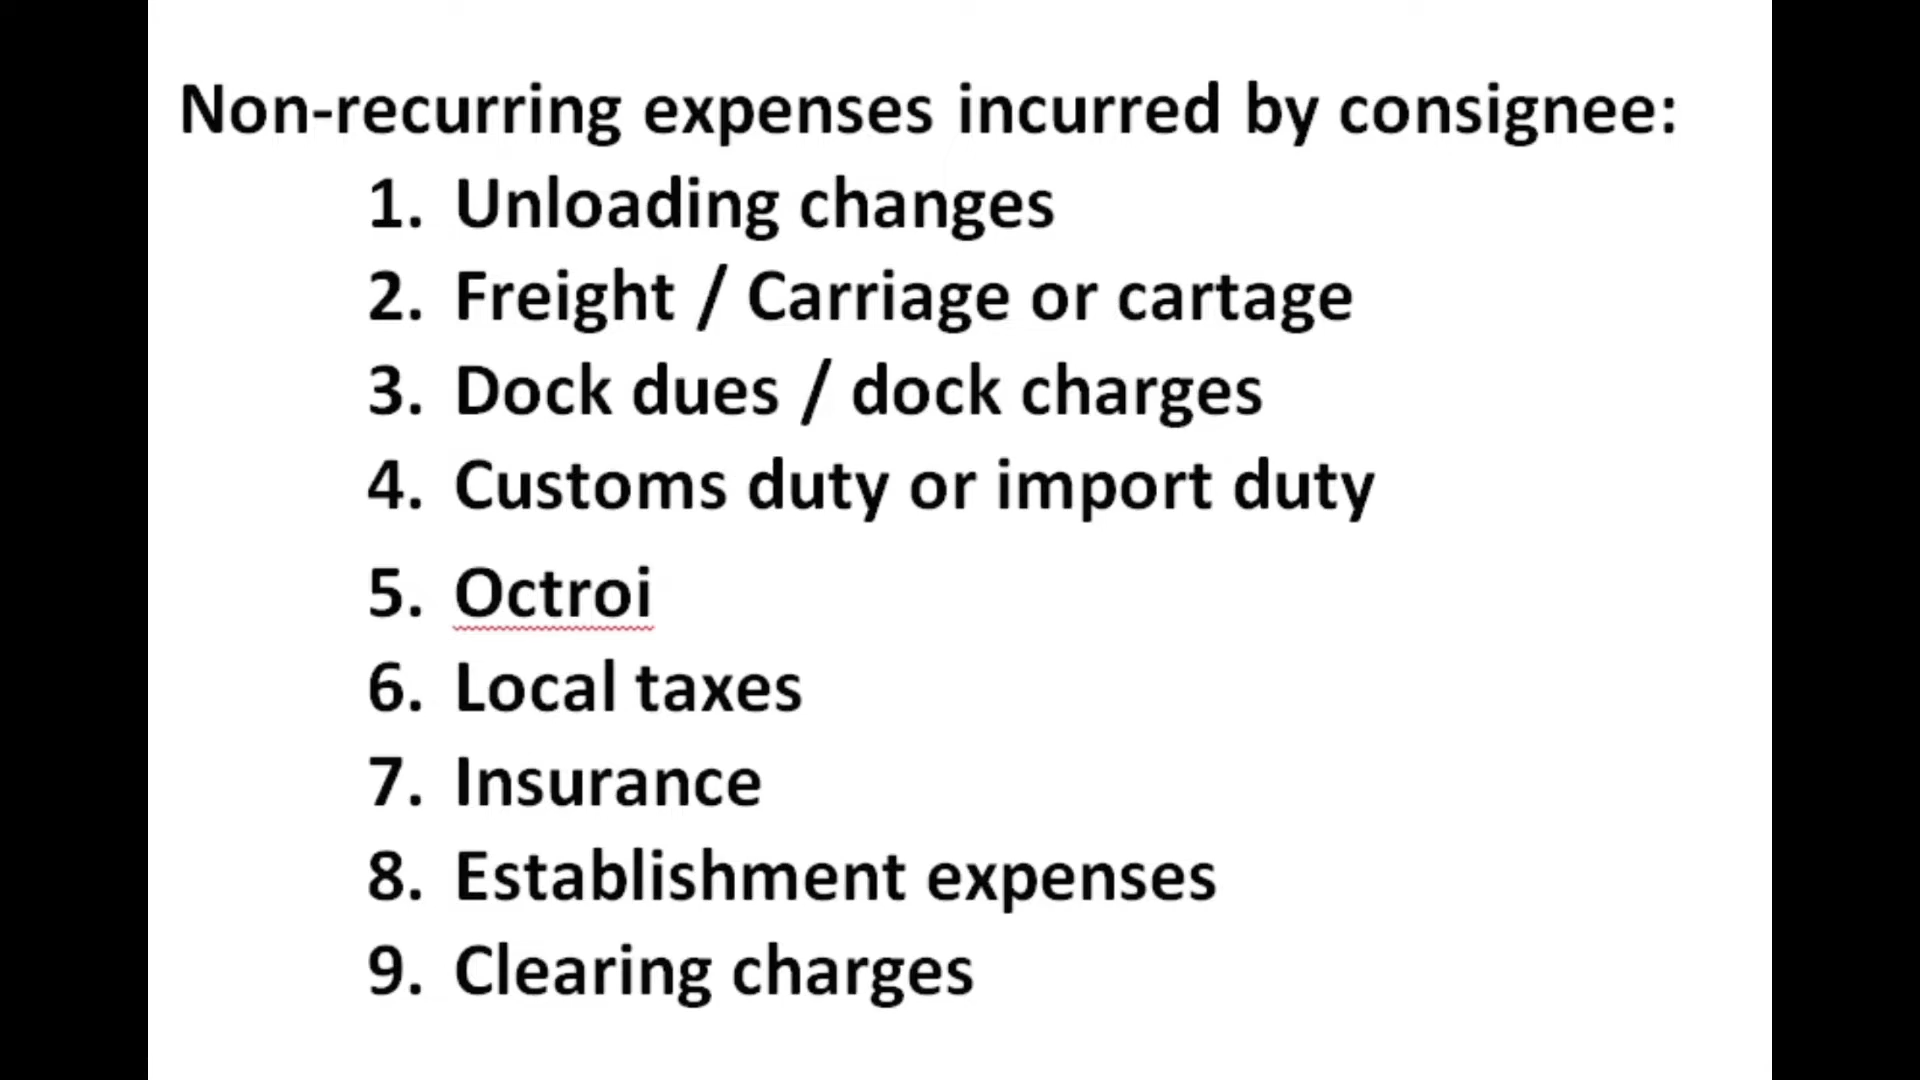 Non-recurring expenses incurred by consignee:
1. Unloading changes
2. Freight / Carriage or cartage
3. Dock dues / dock charges
4. Customs duty or import duty
5. Octroi
6. Local taxes
7. Insurance
8. Establishment expenses
9. Clearing charges